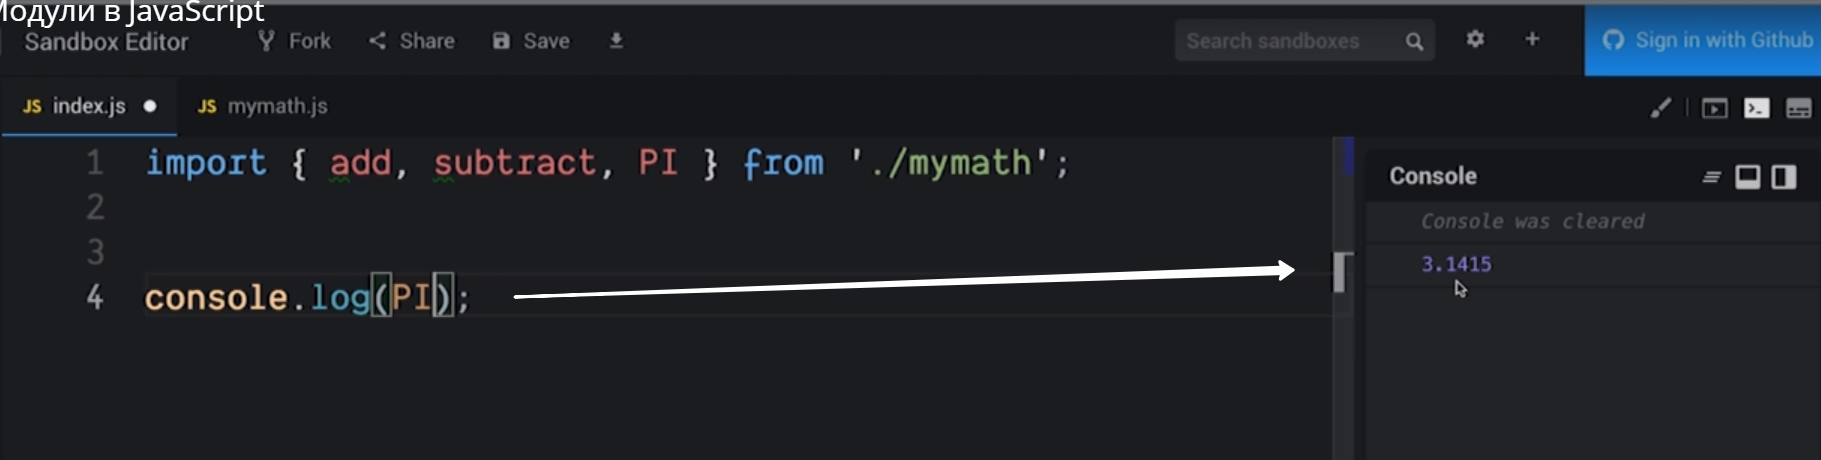 Модули в JavaScript
Sandbox Editor Fork Share Save Search sandboxes Sign in with Github
JS index.js JS mymath.js
1 import { add, subtract, PI } from './mymath';
2
3
4 console.log(PI);
Console
Console was cleared
3.1415